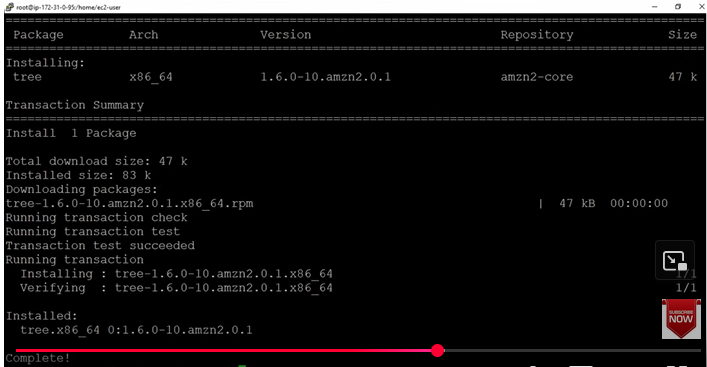 root@ip-172-31-0-95:/home/ec2-user
Package Arch Version Repository Size
Installing:
tree x86_64 1.6.0-10.amzn2.0.1 amzn2-core 47 k
Transaction Summary
Install 1 Package
Total download size: 47 k
Installed size: 83 k
Downloading packages:
tree-1.6.0-10.amzn2.0.1.x86_64.rpm | 47 kB 00:00:00
Running transaction check
Running transaction test
Transaction test succeeded
Running transaction
Installing : tree-1.6.0-10.amzn2.0.1.x86_64 1/1
Verifying : tree-1.6.0-10.amzn2.0.1.x86_64 1/1
Installed:
tree.x86_64 0:1.6.0-10.amzn2.0.1
Complete!
SUBSCRIBE
NOW